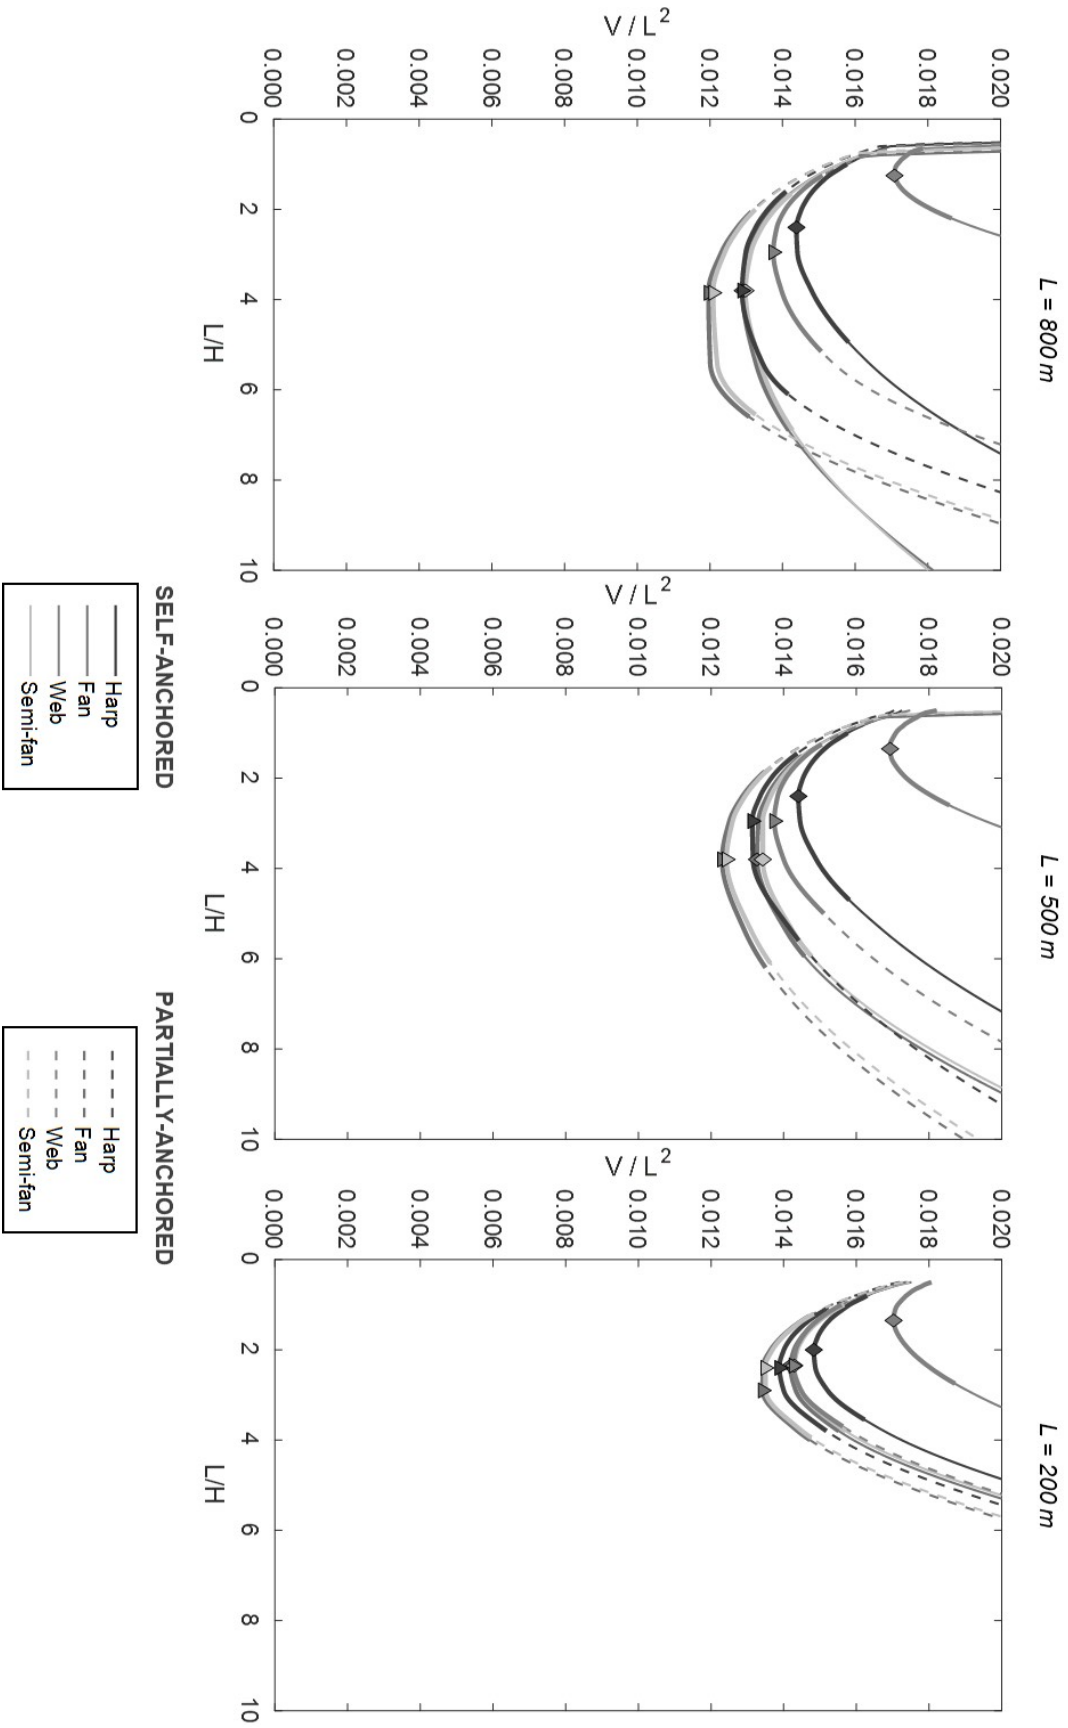 L = 800 m
V / L2
0.020
0.018
0.016
0.014
0.012
0.010
0.008
0.006
0.004
0.002
0.000
0 2 4 6 8 10
L/H
L = 500 m
V / L2
0.020
0.018
0.016
0.014
0.012
0.010
0.008
0.006
0.004
0.002
0.000
0 2 4 6 8 10
L/H
L = 200 m
V / L2
0.020
0.018
0.016
0.014
0.012
0.010
0.008
0.006
0.004
0.002
0.000
0 2 4 6 8 10
L/H
SELF-ANCHORED
Harp
Fan
Web
Semi-fan
PARTIALLY-ANCHORED
Harp
Fan
Web
Semi-fan